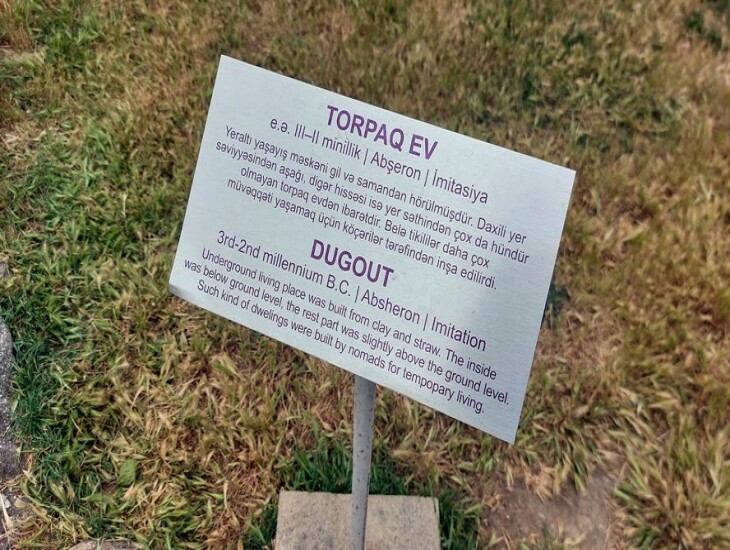 TORPAQ EV
e.ə. III–II minillik | Abşeron | İmitasiya
Yeraltı yaşayış məskəni gil və samandan hörülmüşdür. Daxili yer
səviyyəsindən aşağı, digər hissəsi isə yer səthindən çox da hündür
olmayan torpaq evdən ibarətdir. Belə tikililər daha çox
müvəqqəti yaşamaq üçün köçərilər tərəfindən inşa edilirdi.
DUGOUT
3rd-2nd millennium B.C. | Absheron | Imitation
Underground living place was built from clay and straw. The inside
was below ground level, the rest part was slightly above the ground level.
Such kind of dwelings were built by nomads for tempopary living.